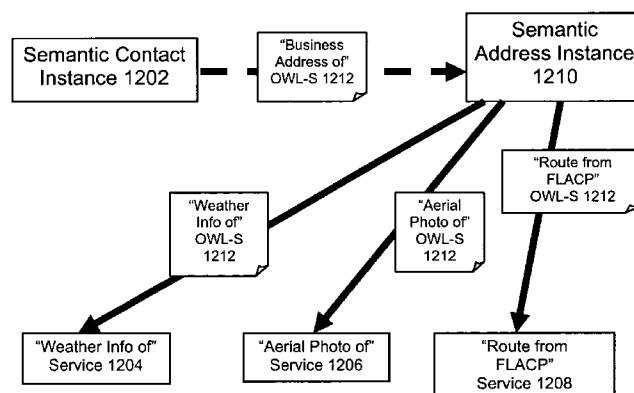 Semantic Contact
Instance 1202
“Business
Address of”
OWL-S 1212
Semantic
Address Instance
1210
“Weather
Info of”
OWL-S
1212
“Aerial
Photo of”
OWL-S
1212
“Route from
FLACP”
OWL-S 1212
“Weather Info of”
Service 1204
“Aerial Photo of”
Service 1206
“Route from
FLACP”
Service 1208